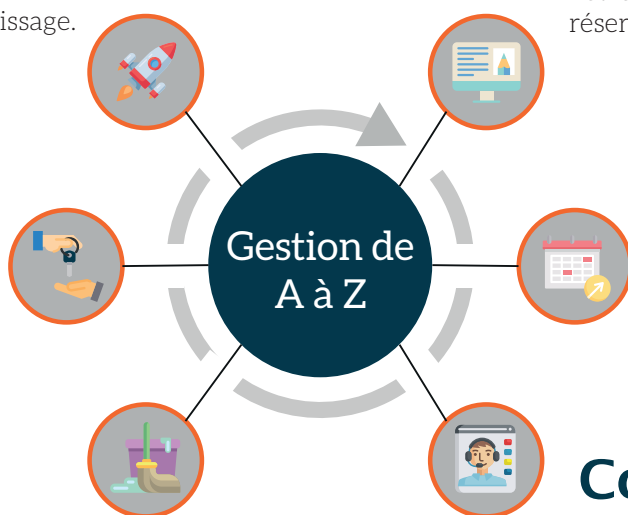 issage.
réser
Gestion de
A à Z
Co